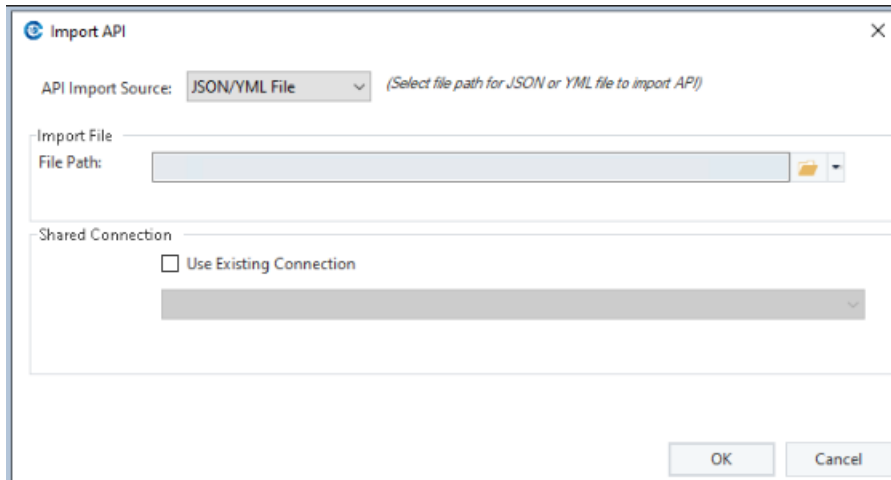 Import API
API Import Source: JSON/YML File (Select file path for JSON or YML file to import API)
Import File
File Path:
Shared Connection
Use Existing Connection
OK Cancel